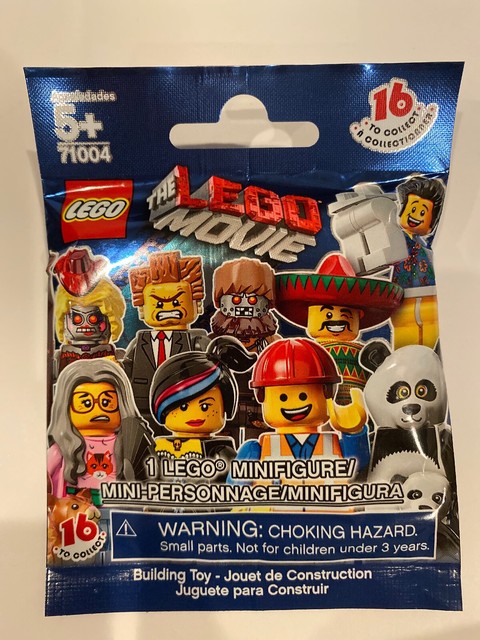 5+
71004
16
TO COLLECT
À COLLECTIONNER
LEGO
THE
LEGO
MOVIE
1 LEGO® MINIFIGURE/
MINI-PERSONNAGE/MINIFIGURA
16
TO COLLECT
⚠ WARNING: CHOKING HAZARD.
Small parts. Not for children under 3 years.
Building Toy - Jouet de Construction
Juguete para Construir